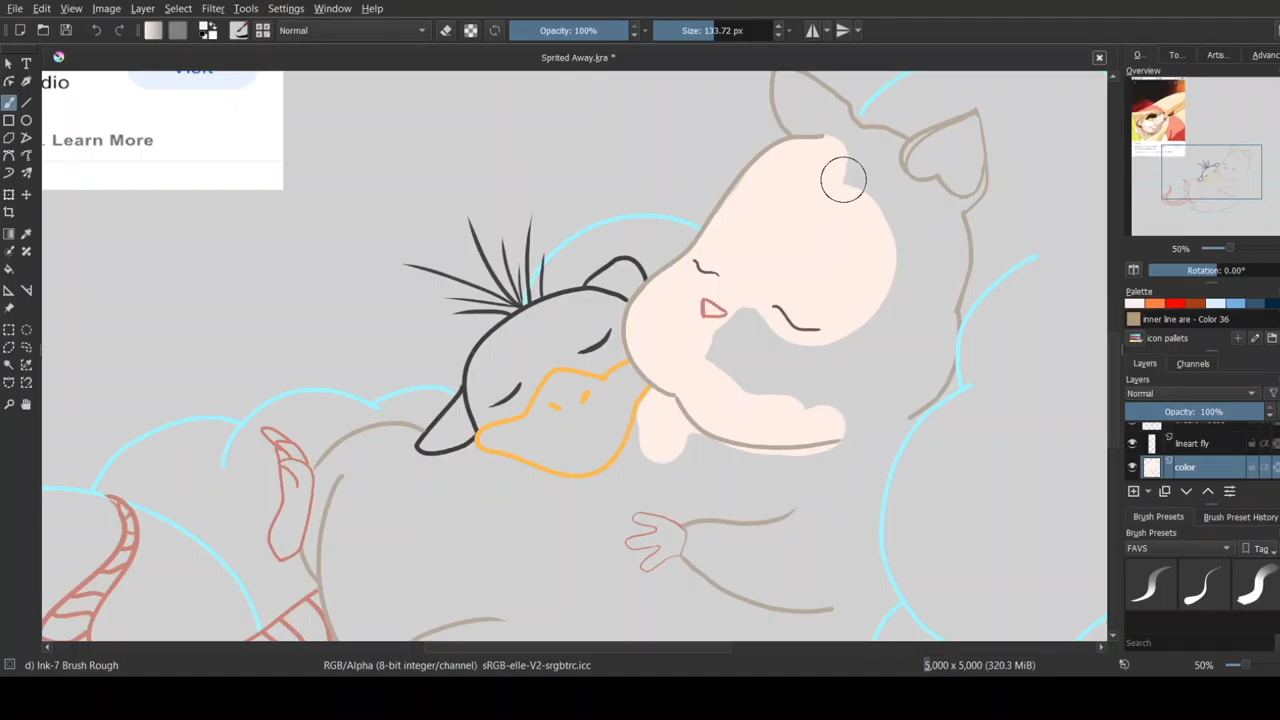 File Edit View Image Layer Select Filter Tools Settings Window Help
Normal Opacity: 100% Size: 133.72 px
Sprited Away.kra *
O... To... Artis... Advanc
Overview
dio Visit
. Learn More
50%
Rotation: 0.00°
Palette
inner line are - Color 36
icon pallets
Layers Channels
Layers
Normal
Opacity: 100%
lineart fly
color
Brush Presets Brush Preset History
Brush Presets
FAVS Tag
Search
d) Ink-7 Brush Rough RGB/Alpha (8-bit integer/channel) sRGB-elle-V2-srgbtrc.icc 5,000 x 5,000 (320.3 MiB) 50%